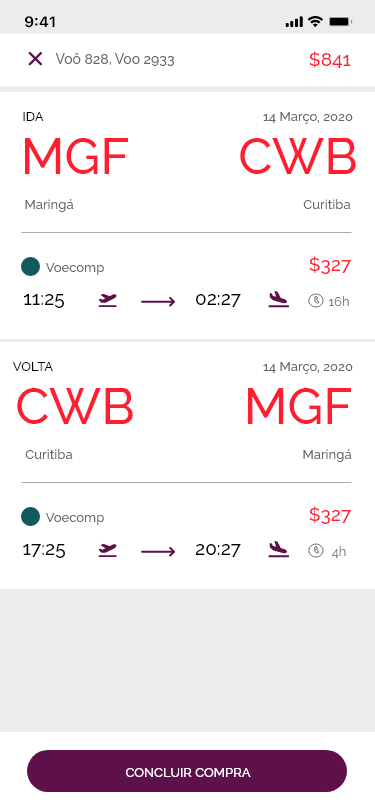 9:41
Voô 828, Voo 2933 $841
IDA 14 Março, 2020
MGF CWB
Maringá Curitiba
Voecomp $327
11:25 02:27 16h
VOLTA 14 Março, 2020
CWB MGF
Curitiba Maringá
Voecomp $327
17:25 20:27 4h
CONCLUIR COMPRA